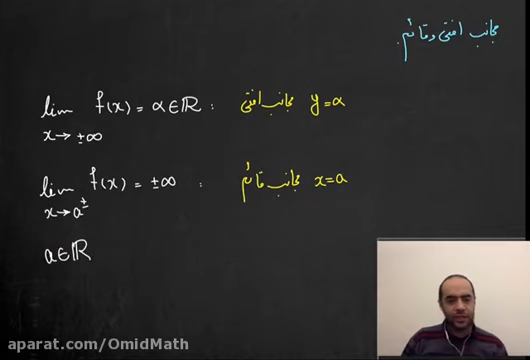 مجانب افقی و قائم
lim f(x) = α ∈ ℝ : مجانب افقی y = α
x → ±∞
lim f(x) = ±∞ : مجانب قائم x = a
x → a±
a ∈ ℝ
aparat.com/OmidMath